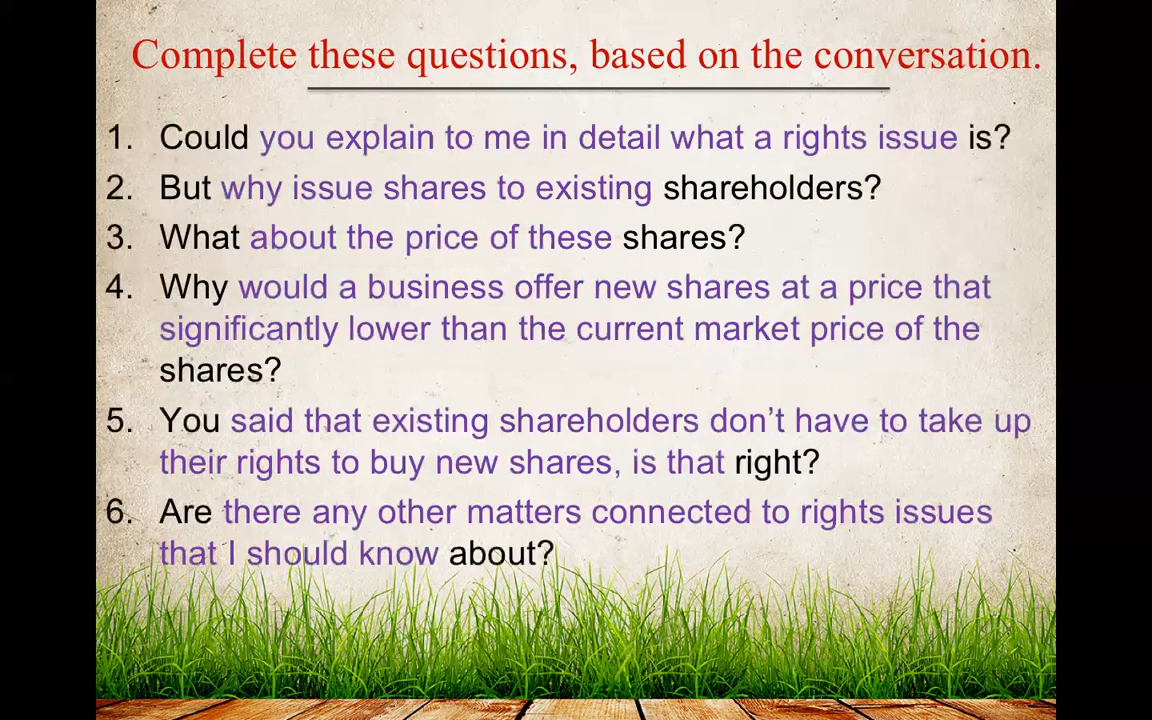 Complete these questions, based on the conversation.
1. Could you explain to me in detail what a rights issue is?
2. But why issue shares to existing shareholders?
3. What about the price of these shares?
4. Why would a business offer new shares at a price that
significantly lower than the current market price of the
shares?
5. You said that existing shareholders don’t have to take up
their rights to buy new shares, is that right?
6. Are there any other matters connected to rights issues
that I should know about?